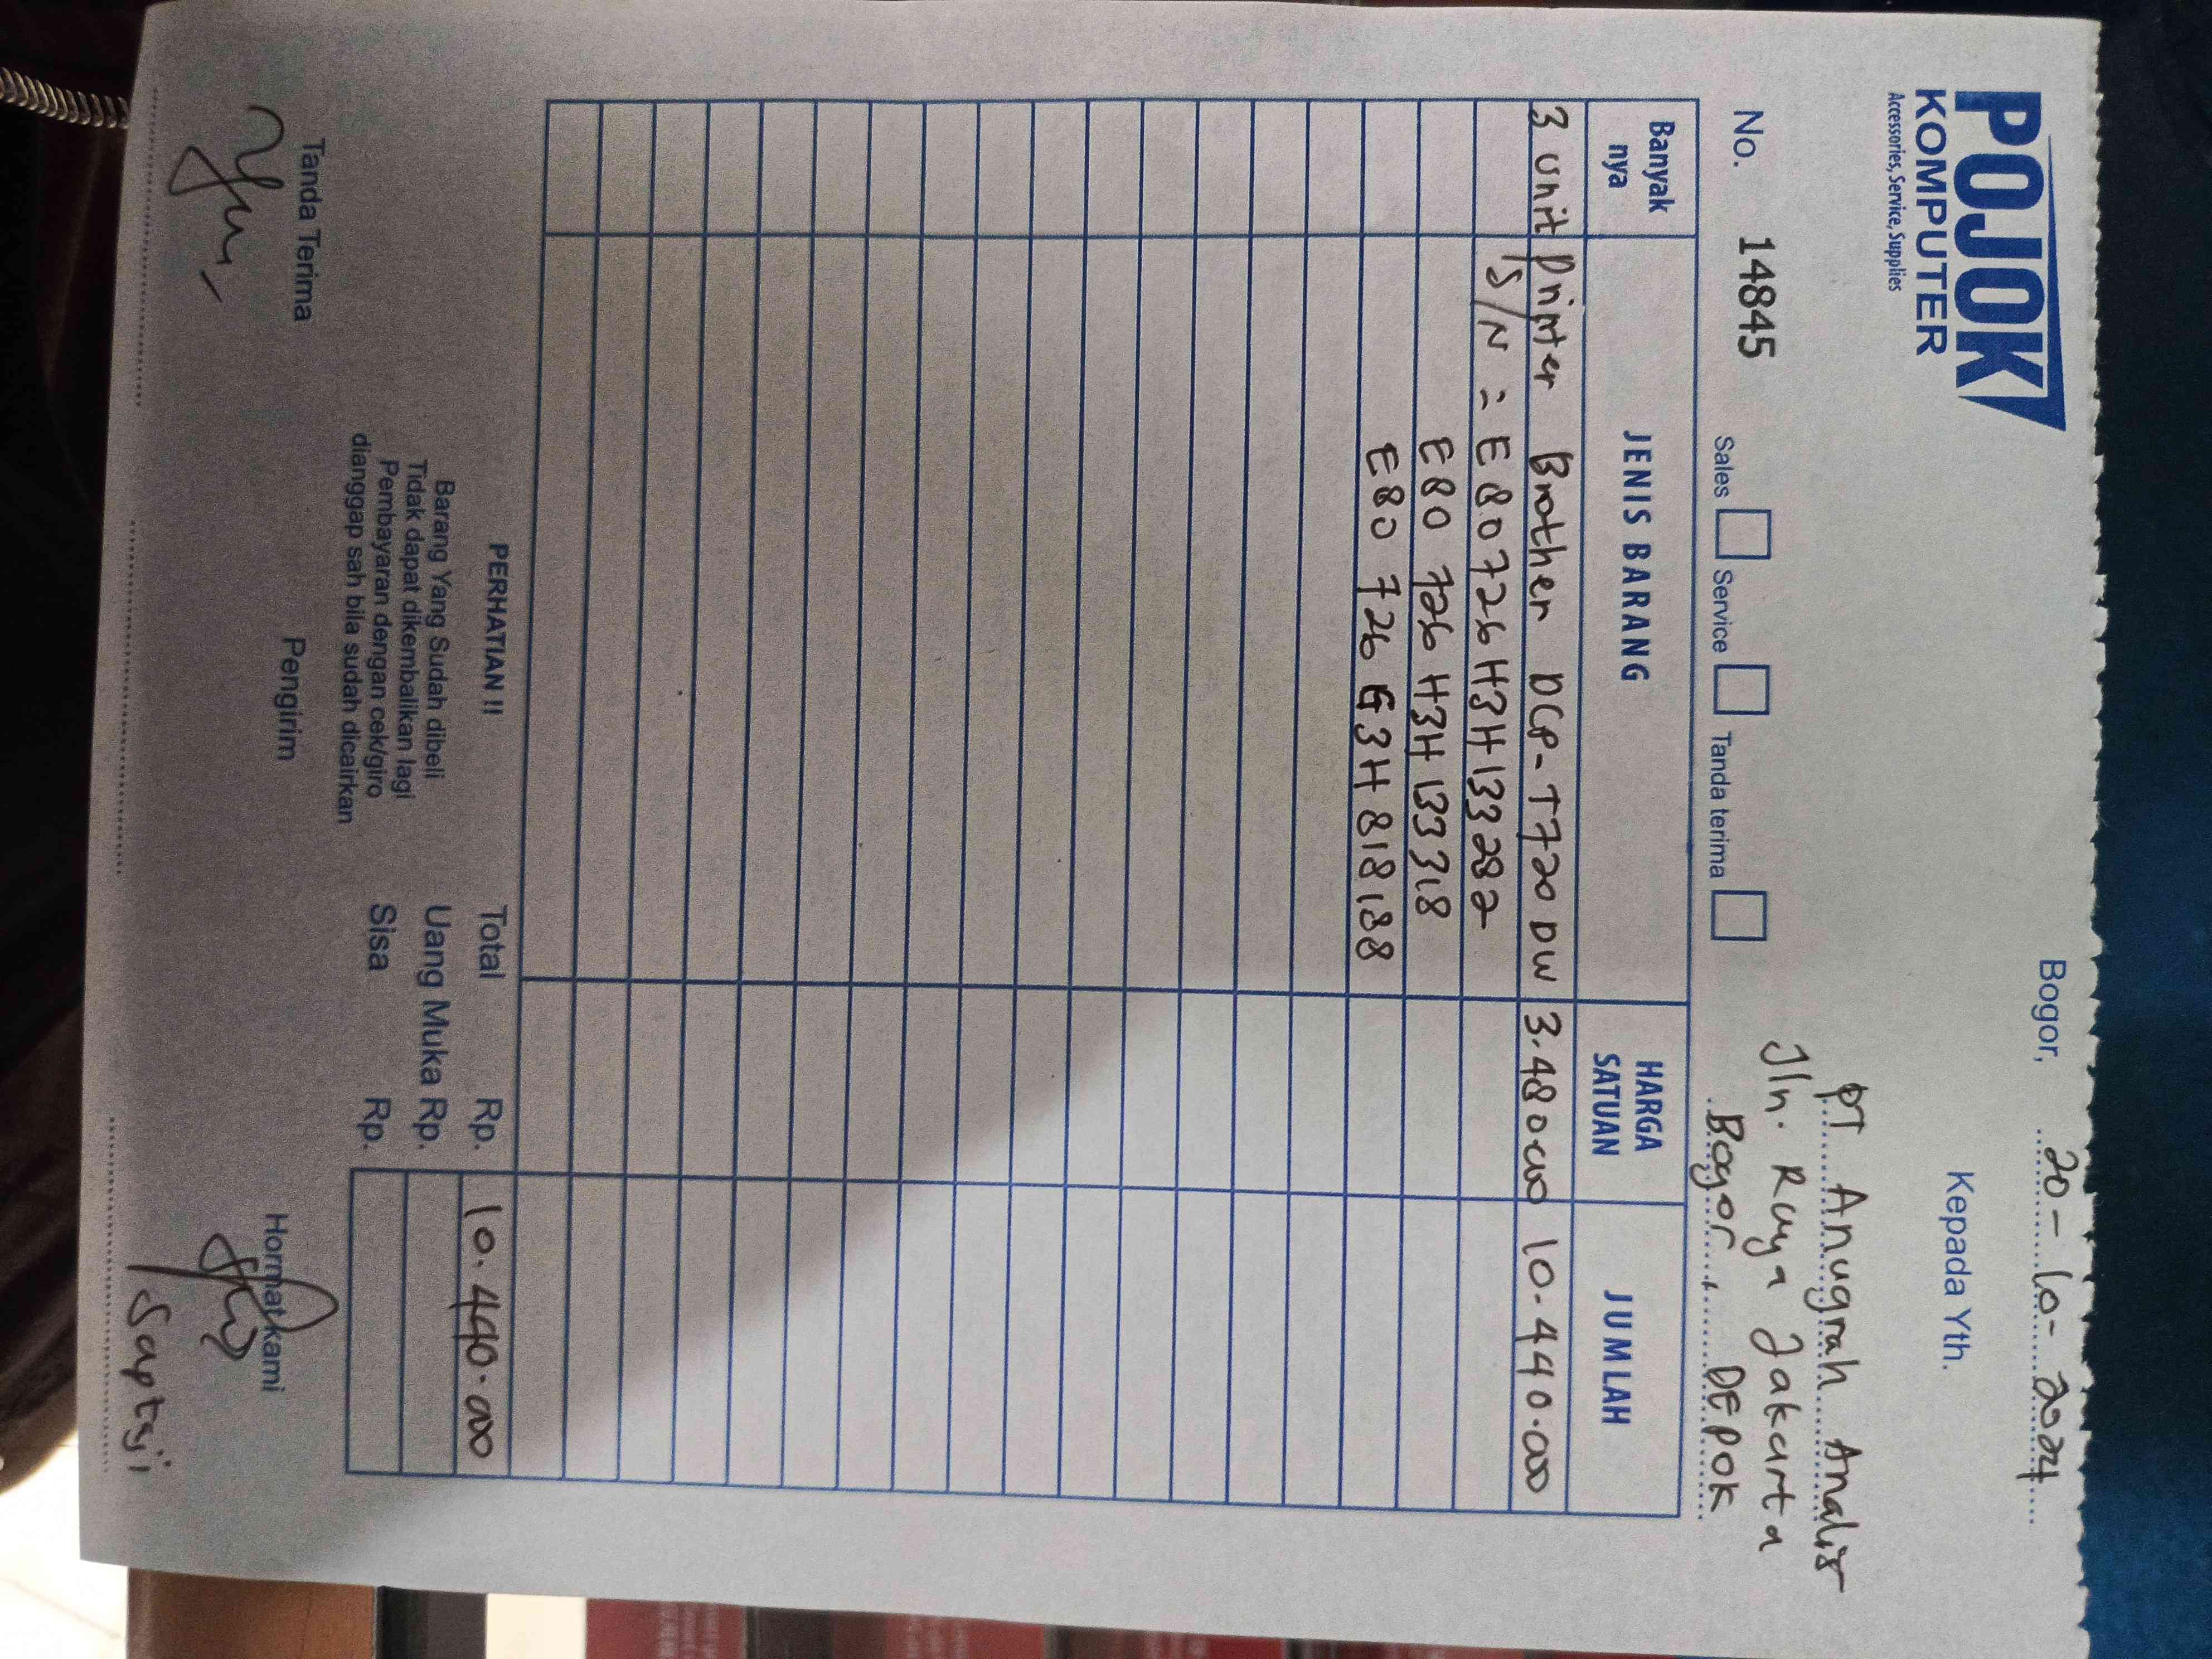 POJOK
KOMPUTER
Accessories, Service, Supplies
Bogor, 20-10-2024
Kepada Yth.
PT Anugrah Analis
Jln. Raya Jakarta
Bogor, DEPOK
No. 14845
Sales Service Tanda terima
Banyak nya JENIS BARANG HARGA SATUAN JUMLAH
3 unit Printer Brother DCP-T720 DW 3.480.000 10.440.000
S/N : E80726H3H133282
E80726H3H133318
E80726G3H818188
PERHATIAN !!
Barang Yang Sudah dibeli
Tidak dapat dikembalikan lagi
Pembayaran dengan cek/giro
dianggap sah bila sudah dicairkan
Total Rp. 10.440.000
Uang Muka Rp.
Sisa Rp.
Tanda Terima Pengirim Hormat kami